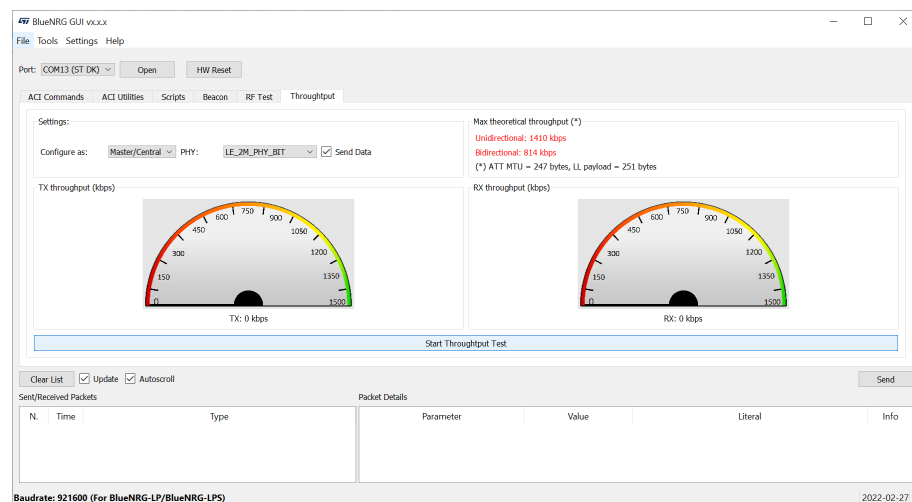 BlueNRG GUI vx.x.x
File Tools Settings Help
Port: COM13 (ST DK) Open HW Reset
ACI Commands ACI Utilities Scripts Beacon RF Test Throughtput
Settings:
Configure as: Master/Central PHY: LE_2M_PHY_BIT Send Data
Max theoretical throughput (*)
Unidirectional: 1410 kbps
Bidirectional: 814 kbps
(*) ATT MTU = 247 bytes, LL payload = 251 bytes
TX throughput (kbps)
0 150 300 450 600 750 900 1050 1200 1350 1500
TX: 0 kbps
RX throughput (kbps)
0 150 300 450 600 750 900 1050 1200 1350 1500
RX: 0 kbps
Start Throughtput Test
Clear List Update Autoscroll Send
Sent/Received Packets
N. Time Type
Packet Details
Parameter Value Literal Info
Baudrate: 921600 (For BlueNRG-LP/BlueNRG-LPS) 2022-02-27